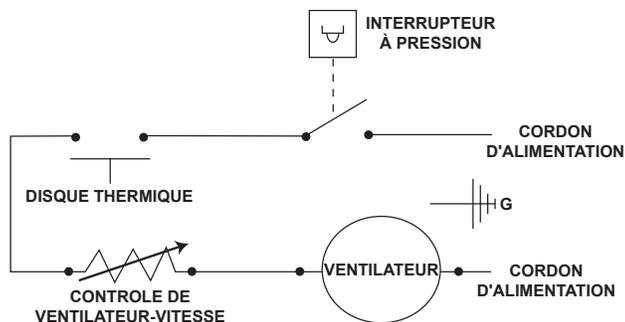 INTERRUPTEUR
À PRESSION
CORDON
D'ALIMENTATION
DISQUE THERMIQUE
G
VENTILATEUR
CORDON
D'ALIMENTATION
CONTROLE DE
VENTILATEUR-VITESSE